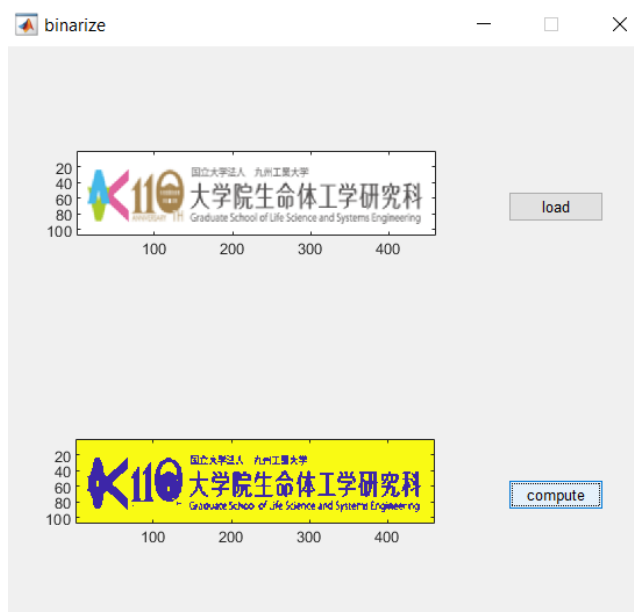 binarize
20
40
60
80
100
110
ANNIVERSARY TH
国立大学法人 九州工業大学
大学院生命体工学研究科
Graduate School of Life Science and Systems Engineering
100 200 300 400
load
20
40
60
80
100
110
国立大学法人 九州工業大学
大学院生命体工学研究科
Graduate School of Life Science and Systems Engineering
100 200 300 400
compute